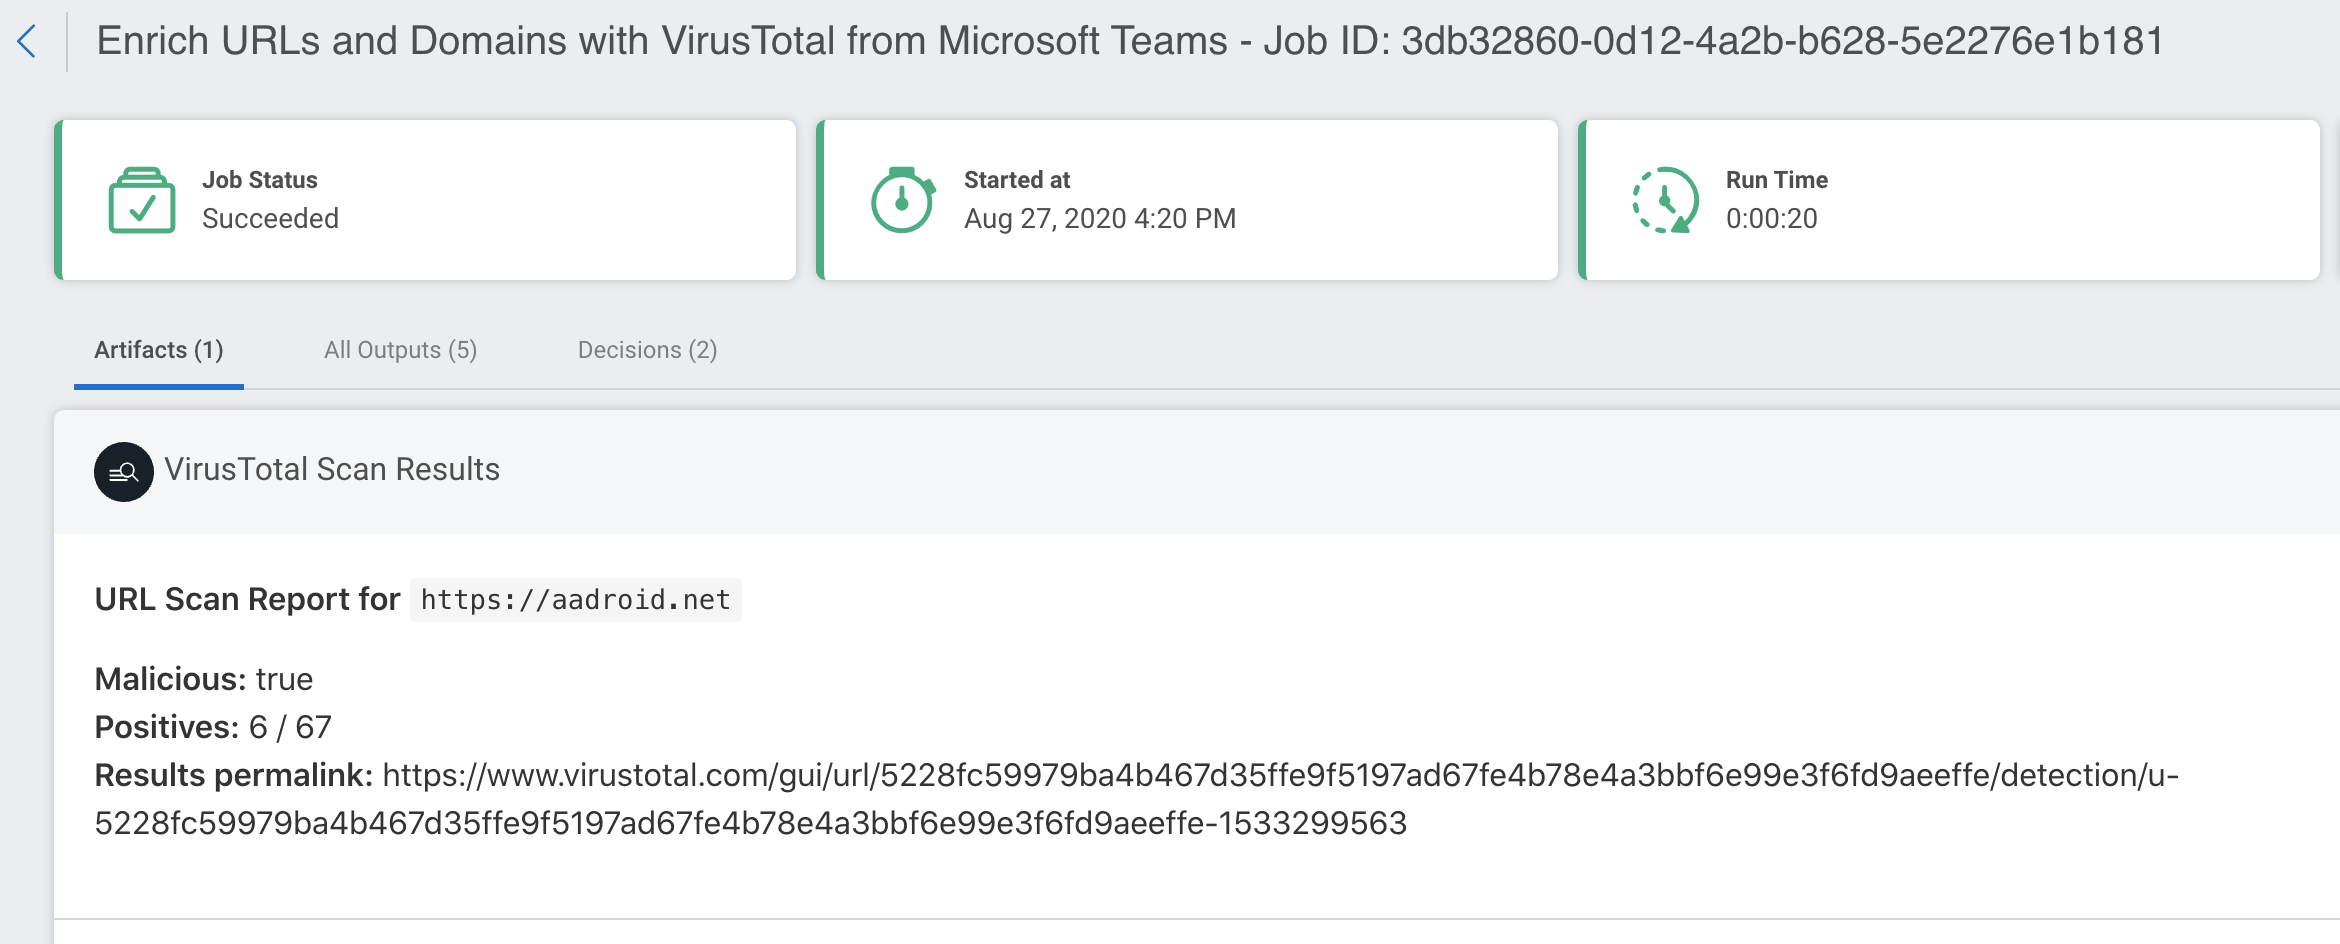 Enrich URLs and Domains with VirusTotal from Microsoft Teams - Job ID: 3db32860-0d12-4a2b-b628-5e2276e1b181
Job Status
Succeeded
Started at
Aug 27, 2020 4:20 PM
Run Time
0:00:20
Artifacts (1)
All Outputs (5)
Decisions (2)
VirusTotal Scan Results
URL Scan Report for https://aadroid.net
Malicious: true
Positives: 6 / 67
Results permalink: https://www.virustotal.com/gui/url/5228fc59979ba4b467d35ffe9f5197ad67fe4b78e4a3bbf6e99e3f6fd9aeeffe/detection/u-
5228fc59979ba4b467d35ffe9f5197ad67fe4b78e4a3bbf6e99e3f6fd9aeeffe-1533299563